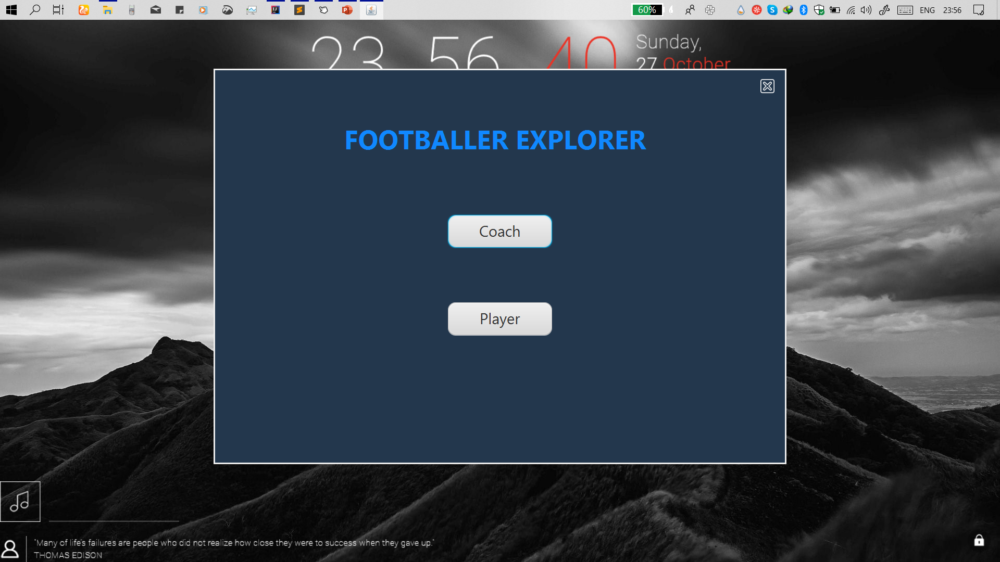 60%
ENG 23:56
23 56 40
Sunday,
27 October
FOOTBALLER EXPLORER
Coach
Player
"Many of life's failures are people who did not realize how close they were to success when they gave up."
THOMAS EDISON